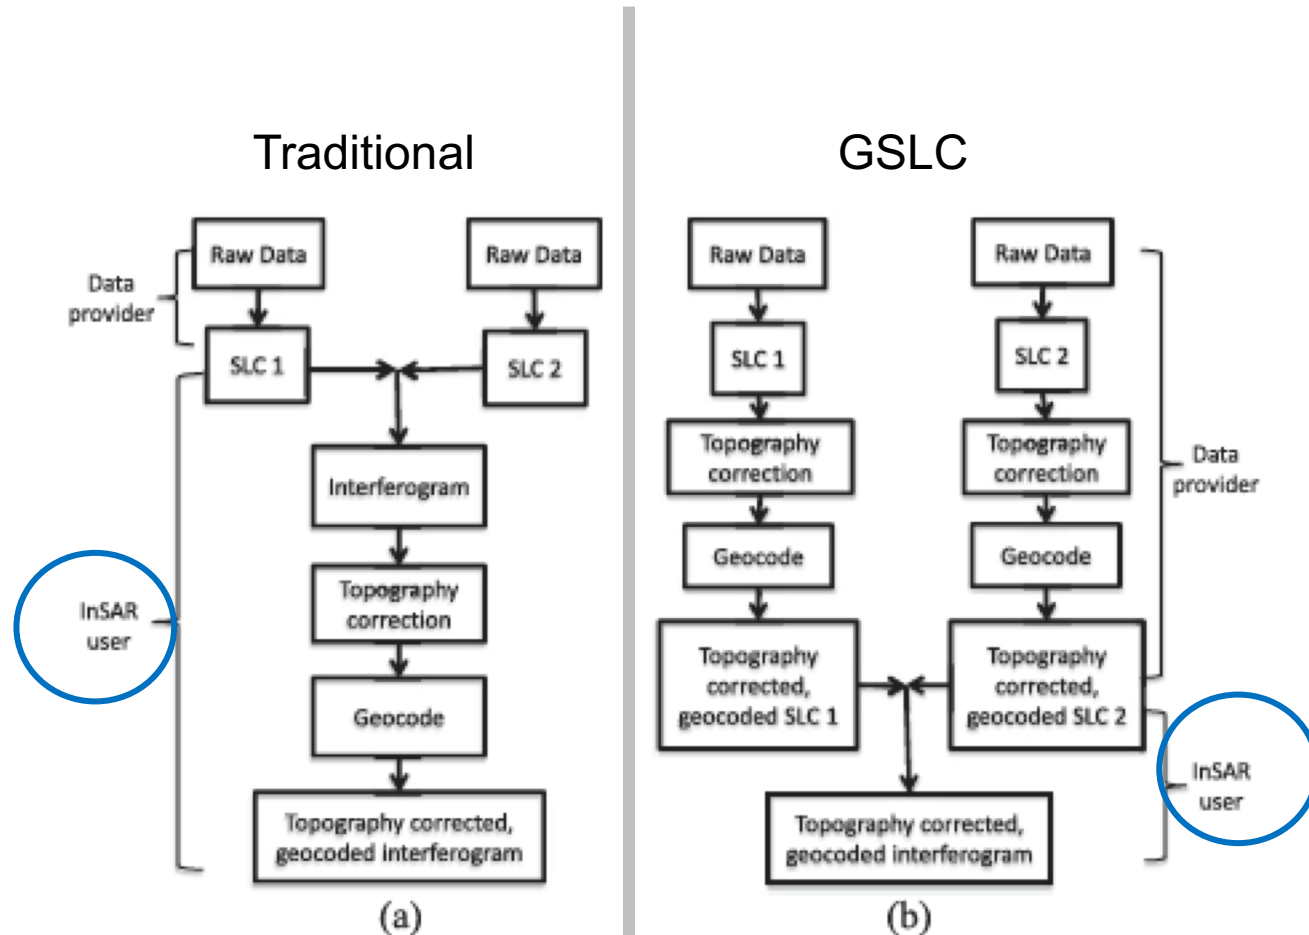 Traditional
Raw Data
Raw Data
Data
provider
SLC 1
SLC 2
Interferogram
Topography
correction
InSAR
user
Geocode
Topography corrected,
geocoded interferogram
(a)
GSLC
Raw Data
Raw Data
SLC 1
SLC 2
Topography
correction
Topography
correction
Data
provider
Geocode
Geocode
Topography
corrected,
geocoded SLC 1
Topography
corrected,
geocoded SLC 2
InSAR
user
Topography corrected,
geocoded interferogram
(b)